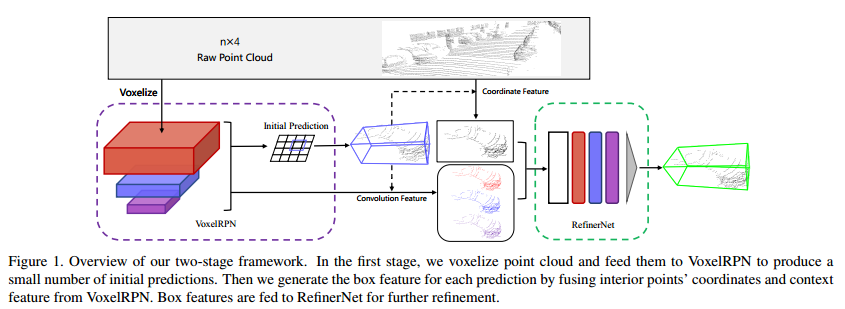 n×4
Raw Point Cloud
Voxelize
Coordinate Feature
Initial Prediction
Convolution Feature
VoxelRPN
RefinerNet
Figure 1. Overview of our two-stage framework. In the first stage, we voxelize point cloud and feed them to VoxelRPN to produce a
small number of initial predictions. Then we generate the box feature for each prediction by fusing interior points’ coordinates and context
feature from VoxelRPN. Box features are fed to RefinerNet for further refinement.